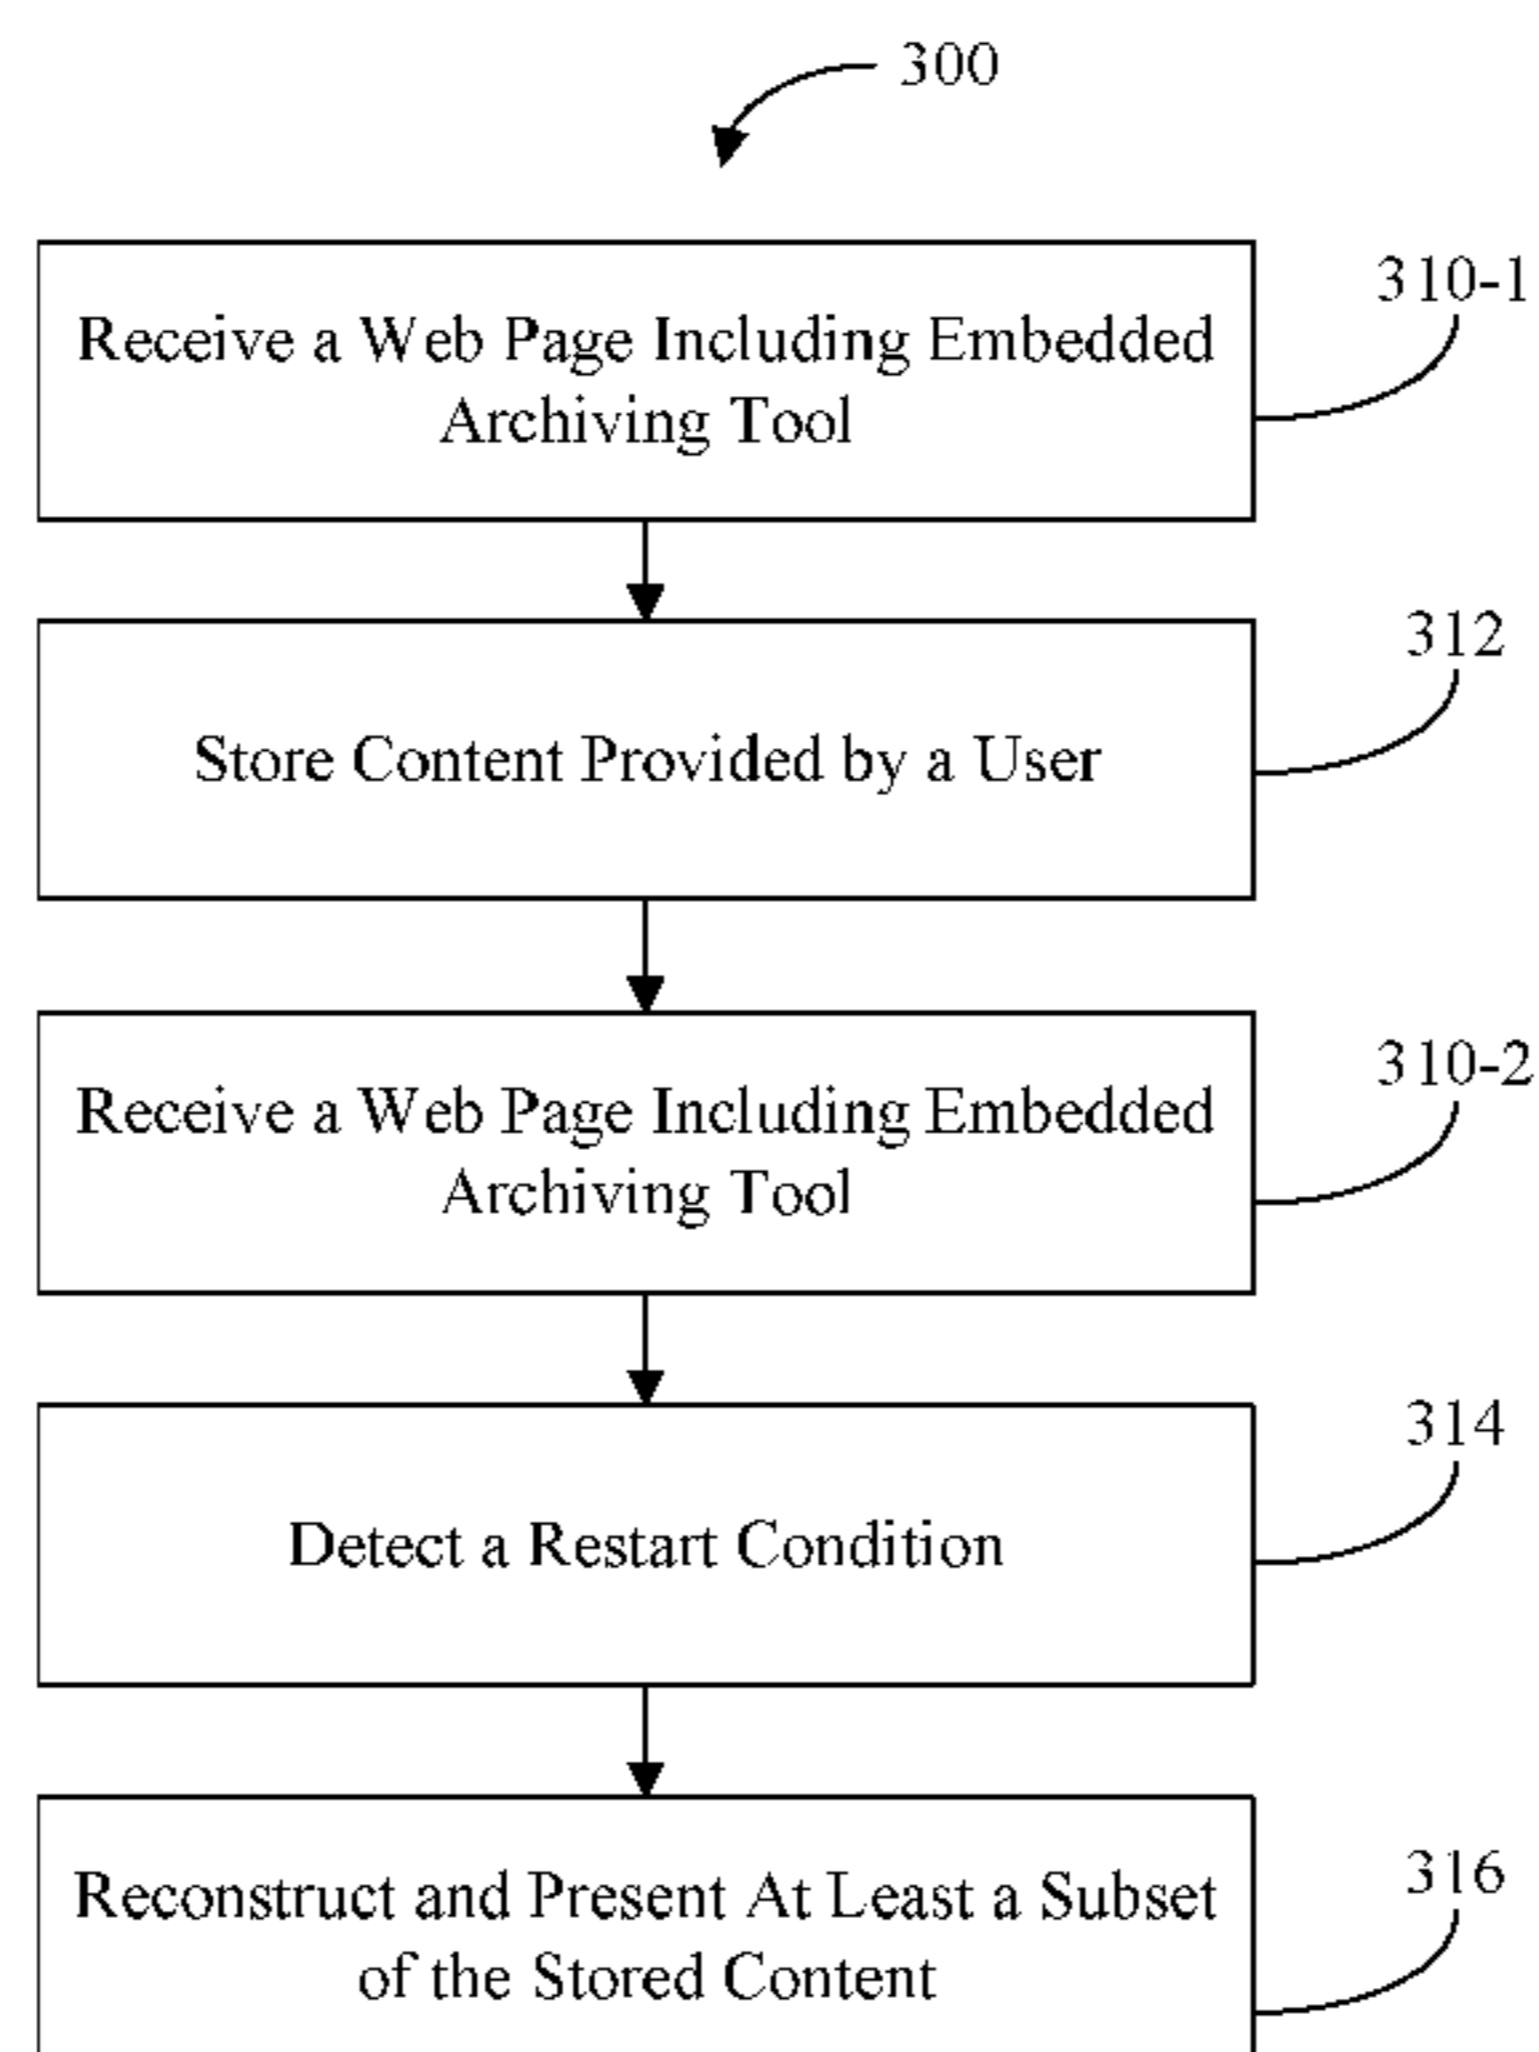 300
310-1
Receive a Web Page Including Embedded
Archiving Tool
312
Store Content Provided by a User
310-2
Receive a Web Page Including Embedded
Archiving Tool
314
Detect a Restart Condition
316
Reconstruct and Present At Least a Subset
of the Stored Content